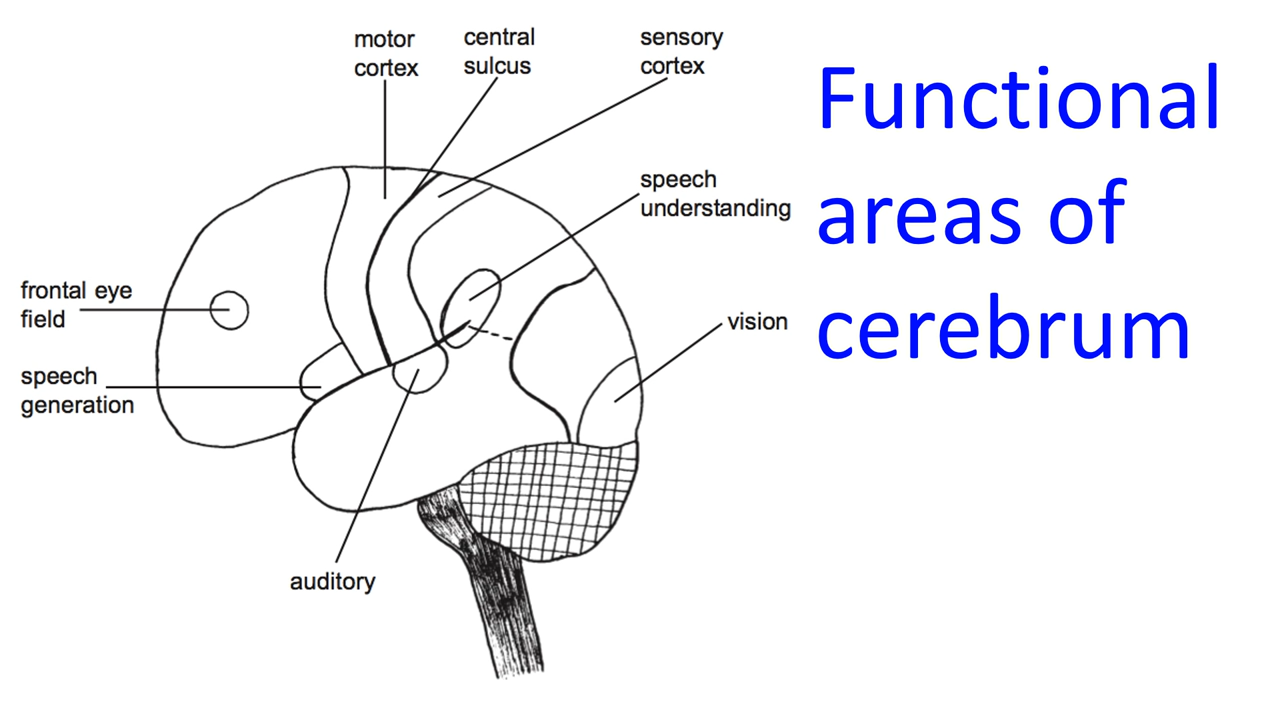 motor
cortex
central
sulcus
sensory
cortex
Functional
areas of
cerebrum
speech
understanding
frontal eye
field
vision
speech
generation
auditory